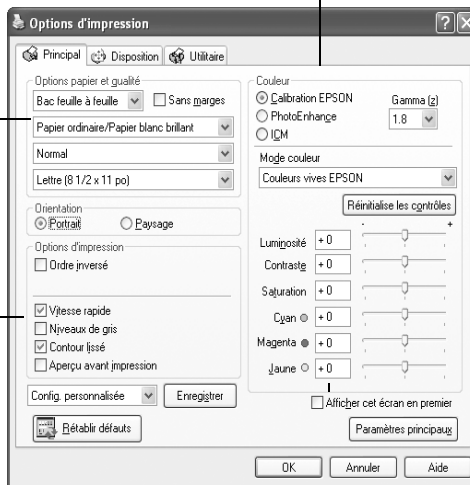 Options d'impression
Principal Disposition Utilitaire
Options papier et qualité
Bac feuille à feuille Sans marges
Papier ordinaire/Papier blanc brillant
Normal
Lettre (8 1/2 x 11 po)
Orientation
Portrait Paysage
Options d'impression
Ordre inversé
Vitesse rapide
Niveaux de gris
Contour lissé
Aperçu avant impression
Config. personnalisée Enregistrer
Rétablir défauts
Couleur
Calibration EPSON
PhotoEnhance
ICM
Gamma (z)
1.8
Mode couleur
Couleurs vives EPSON
Réinitialise les contrôles
- +
Luminosité + 0
Contraste + 0
Saturation + 0
Cyan + 0
Magenta + 0
Jaune + 0
Afficher cet écran en premier
Paramètres principaux
OK Annuler Aide